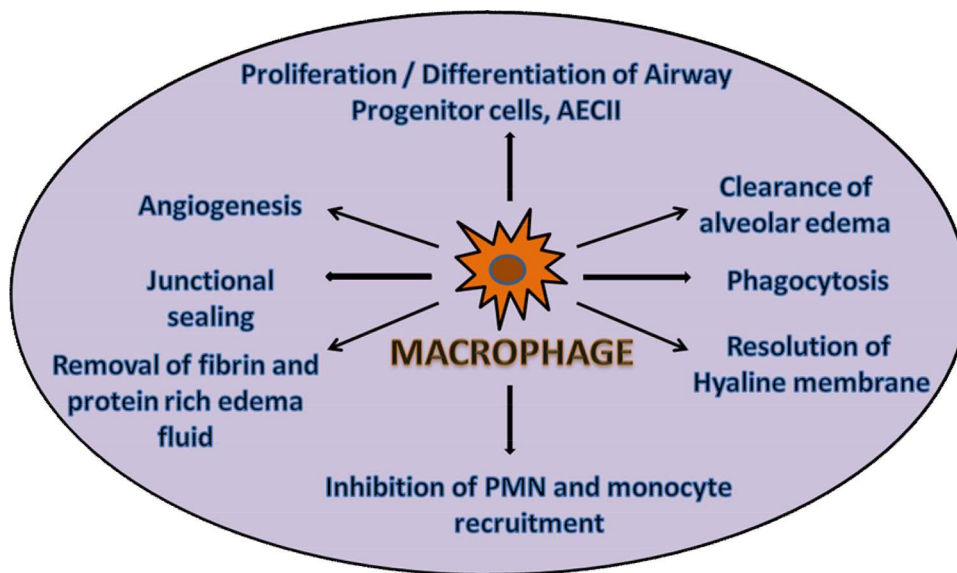 Proliferation / Differentiation of Airway
Progenitor cells, AECII
Angiogenesis
Clearance of
alveolar edema
Junctional
sealing
Phagocytosis
MACROPHAGE
Removal of fibrin and
protein rich edema
fluid
Resolution of
Hyaline membrane
Inhibition of PMN and monocyte
recruitment